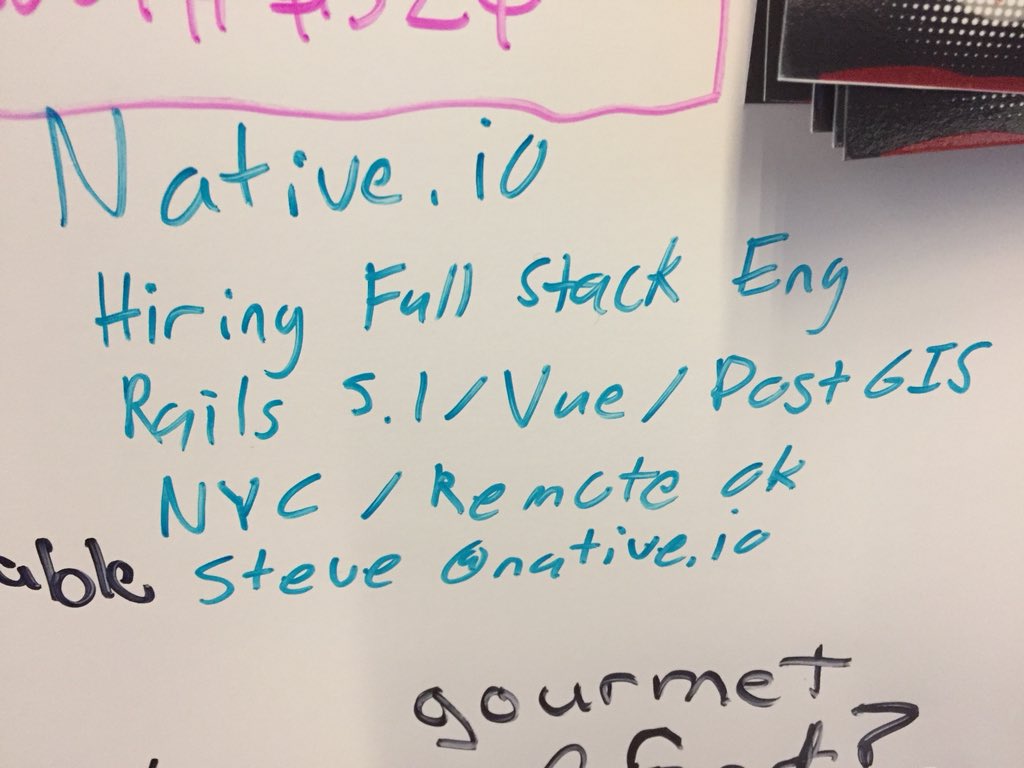 Native.io
Hiring Full Stack Eng
Rails 5.1/Vue/PostGIS
NYC / Remote ok
able
Steve @native.io
gourmet